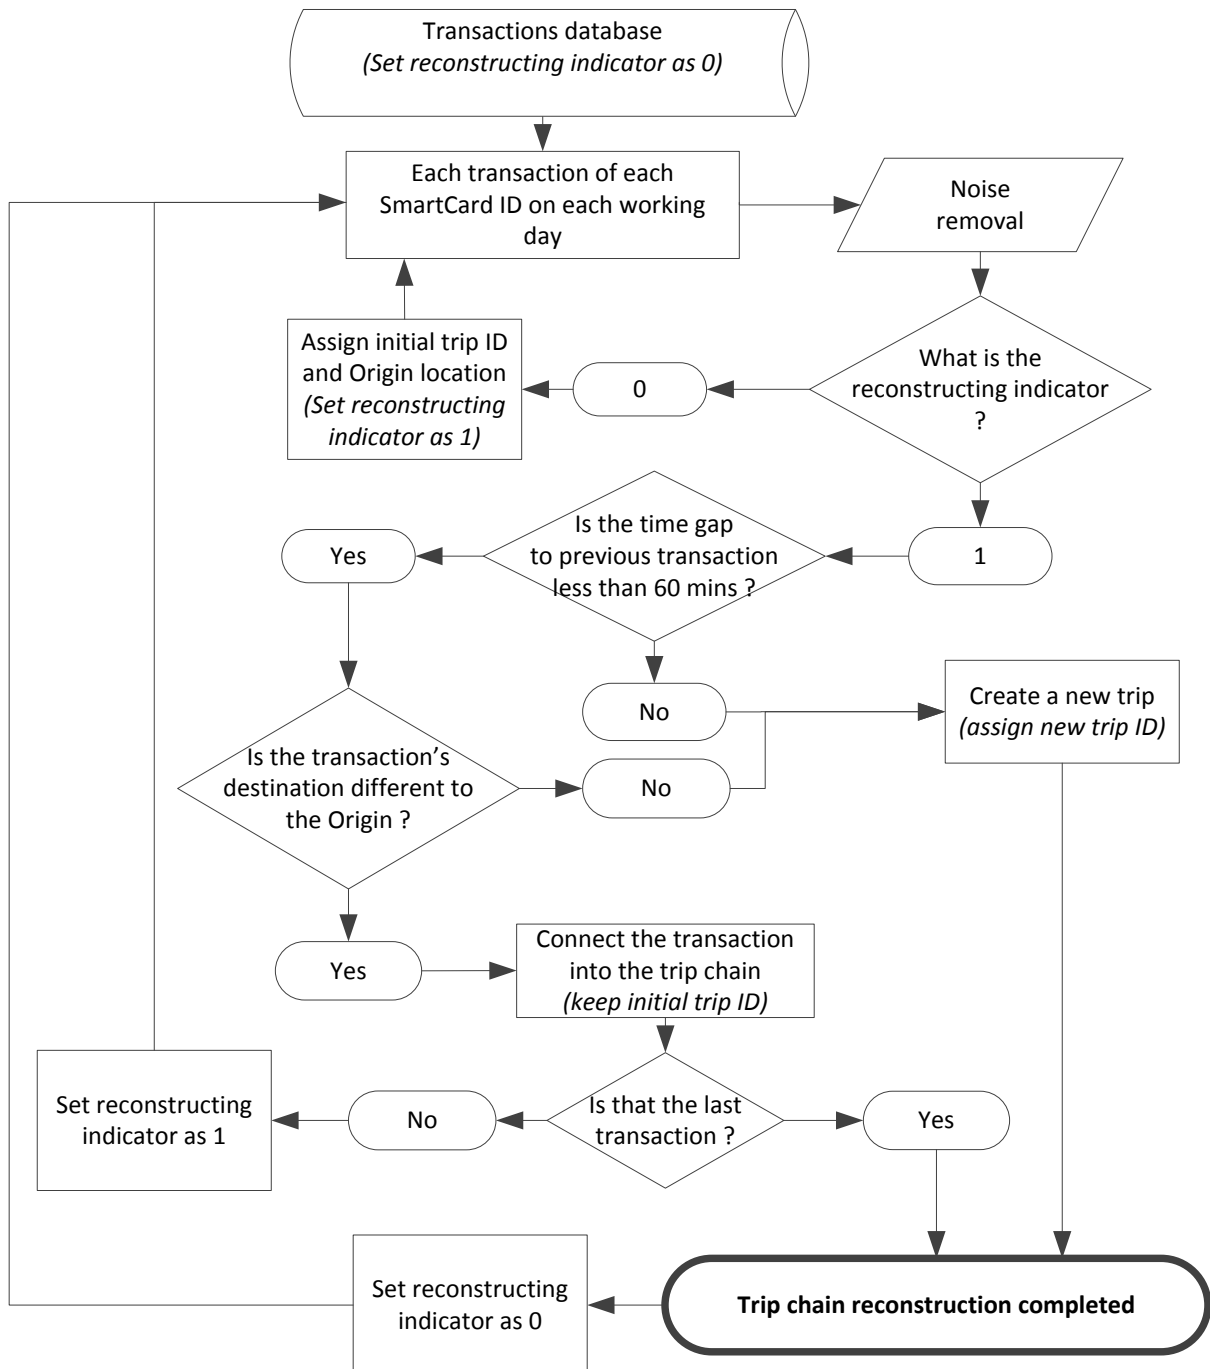 Transactions database
(Set reconstructing indicator as 0)
Each transaction of each
SmartCard ID on each working
day
Noise
removal
What is the
reconstructing indicator
?
0
Assign initial trip ID
and Origin location
(Set reconstructing
indicator as 1)
1
Is the time gap
to previous transaction
less than 60 mins ?
Yes
No
Create a new trip
(assign new trip ID)
Is the transaction’s
destination different to
the Origin ?
No
Yes
Connect the transaction
into the trip chain
(keep initial trip ID)
Is that the last
transaction ?
No
Yes
Set reconstructing
indicator as 1
Trip chain reconstruction completed
Set reconstructing
indicator as 0